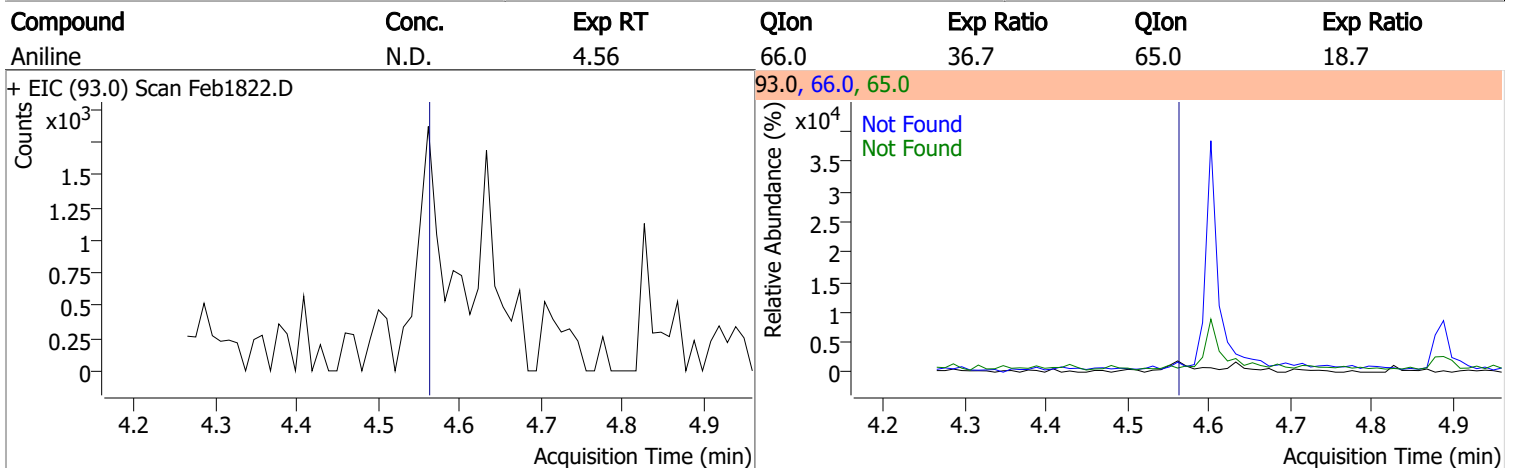 Compound Conc. Exp RT QIon Exp Ratio QIon Exp Ratio
Aniline N.D. 4.56 66.0 36.7 65.0 18.7
+ EIC (93.0) Scan Feb1822.D
Counts
x10³
1.5
1.25
1
0.75
0.5
0.25
0
4.2 4.3 4.4 4.5 4.6 4.7 4.8 4.9
Acquisition Time (min)
93.0, 66.0, 65.0
Relative Abundance (%)
x10⁴
Not Found
Not Found
3.5
3
2.5
2
1.5
1
0.5
0
4.2 4.3 4.4 4.5 4.6 4.7 4.8 4.9
Acquisition Time (min)